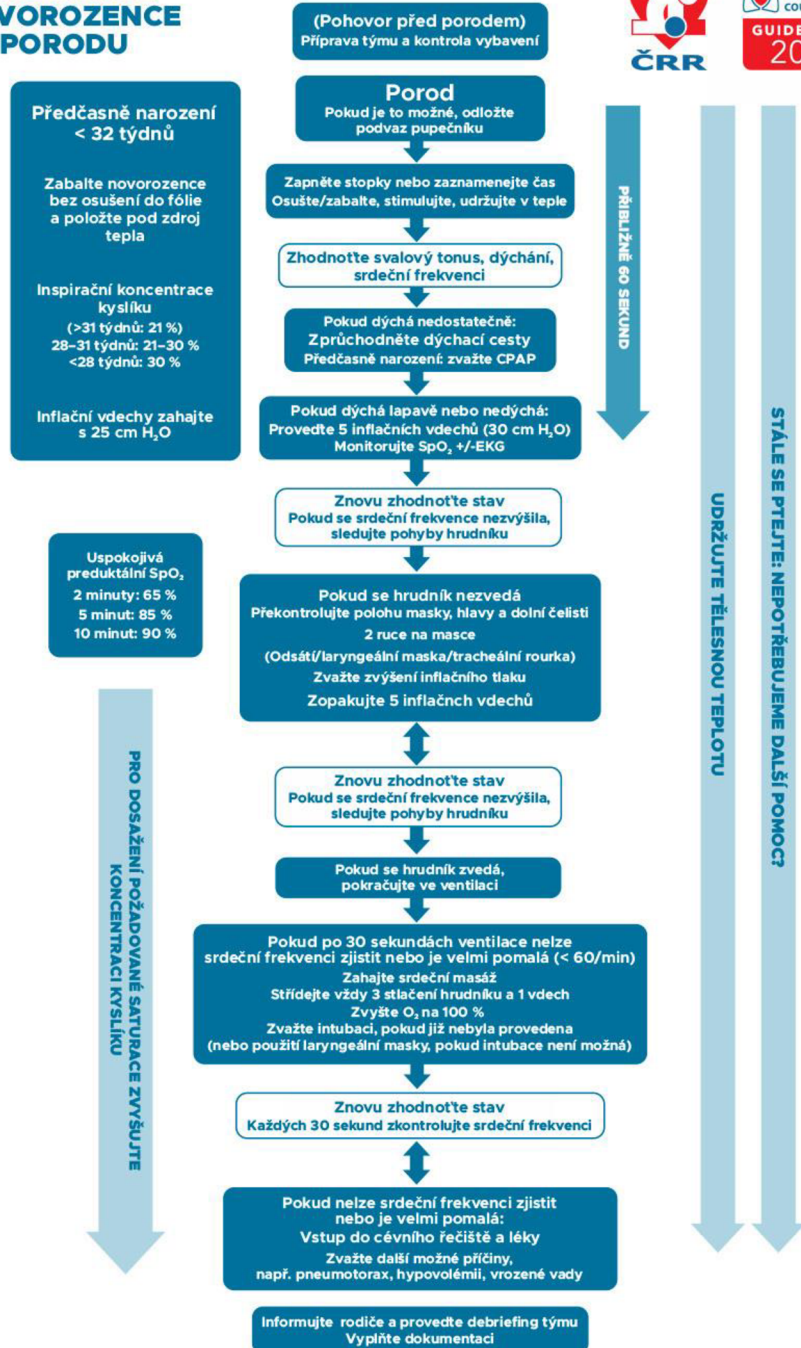 VOROZENCE
PORODU
(Pohovor před porodem)
Příprava týmu a kontrola vybavení
ČRR
COU
GUIDE
20
Předčasně narození
< 32 týdnů
Zabalte novorozence
bez osušení do fólie
a položte pod zdroj
tepla
Inspirační koncentrace
kyslíku
(>31 týdnů: 21 %)
28–31 týdnů: 21–30 %
<28 týdnů: 30 %
Inflační vdechy zahajte
s 25 cm H₂O
Porod
Pokud je to možné, odložte
podvaz pupečníku
Zapněte stopky nebo zaznamenejte čas
Osušte/zabalte, stimulujte, udržujte v teple
Zhodnoťte svalový tonus, dýchání,
srdeční frekvenci
Pokud dýchá nedostatečně:
Zprůchodněte dýchací cesty
Předčasně narození: zvažte CPAP
Pokud dýchá lapavě nebo nedýchá:
Proveďte 5 inflačních vdechů (30 cm H₂O)
Monitorujte SpO₂ +/-EKG
PŘIBLIŽNĚ 60 SEKUND
Znovu zhodnoťte stav
Pokud se srdeční frekvence nezvýšila,
sledujte pohyby hrudníku
Uspokojivá
preduktální SpO₂
2 minuty: 65 %
5 minut: 85 %
10 minut: 90 %
Pokud se hrudník nezvedá
Překontrolujte polohu masky, hlavy a dolní čelisti
2 ruce na masce
(Odsátí/laryngeální maska/tracheální rourka)
Zvažte zvýšení inflačního tlaku
Zopakujte 5 inflačnch vdechů
UDRŽUJTE TĚLESNOU TEPLOTU
STÁLE SE PTEJTE: NEPOTŘEBUJEME DALŠÍ POMOC?
Znovu zhodnoťte stav
Pokud se srdeční frekvence nezvýšila,
sledujte pohyby hrudníku
Pokud se hrudník zvedá,
pokračujte ve ventilaci
PRO DOSAŽENÍ POŽADOVANÉ SATURACE ZVYŠUJTE
KONCENTRACI KYSLÍKU
Pokud po 30 sekundách ventilace nelze
srdeční frekvenci zjistit nebo je velmi pomalá (< 60/min)
Zahajte srdeční masáž
Střídejte vždy 3 stlačení hrudníku a 1 vdech
Zvyšte O₂ na 100 %
Zvažte intubaci, pokud již nebyla provedena
(nebo použití laryngeální masky, pokud intubace není možná)
Znovu zhodnoťte stav
Každých 30 sekund zkontrolujte srdeční frekvenci
Pokud nelze srdeční frekvenci zjistit
nebo je velmi pomalá:
Vstup do cévního řečiště a léky
Zvažte další možné příčiny,
např. pneumotorax, hypovolémii, vrozené vady
Informujte rodiče a proveďte debriefing týmu
Vyplňte dokumentaci